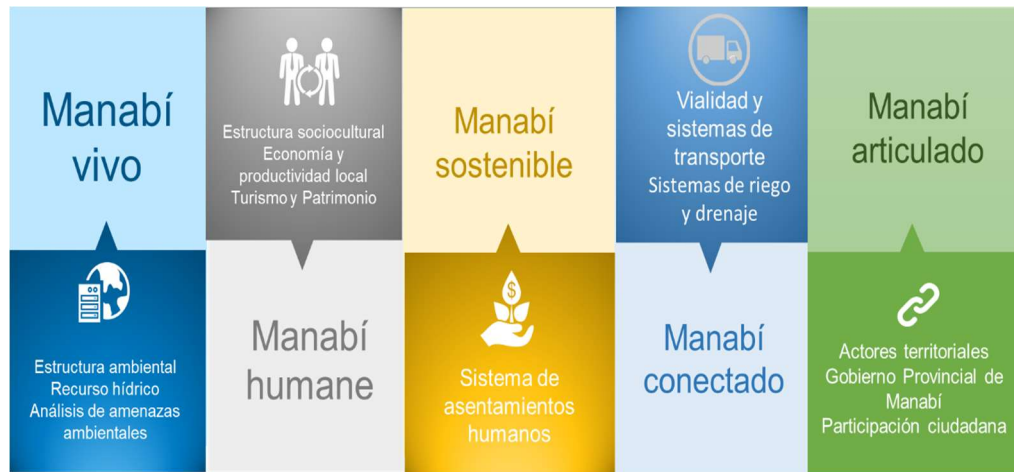 Manabí
vivo
Estructura ambiental
Recurso hídrico
Análisis de amenazas
ambientales
Estructura sociocultural
Economía y
productividad local
Turismo y Patrimonio
Manabí
humane
Manabí
sostenible
$
Sistema de
asentamientos
humanos
Vialidad y
sistemas de
transporte
Sistemas de riego
y drenaje
Manabí
conectado
Manabí
articulado
Actores territoriales
Gobierno Provincial de
Manabí
Participación ciudadana